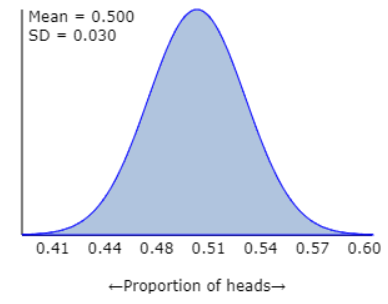 Mean = 0.500
SD = 0.030
0.41 0.44 0.48 0.51 0.54 0.57 0.60
←Proportion of heads→